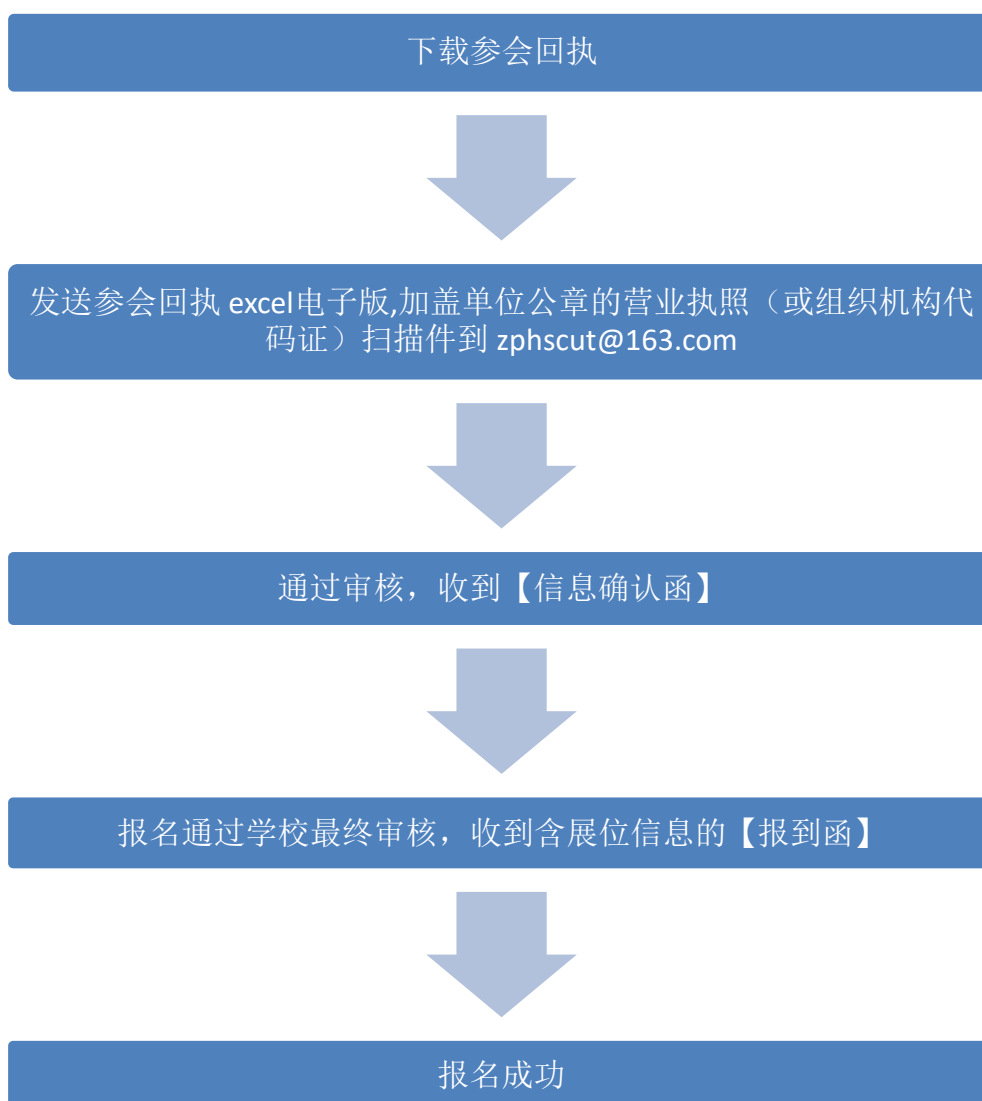 下载参会回执
发送参会回执 excel电子版,加盖单位公章的营业执照（或组织机构代
码证）扫描件到 zphscut@163.com
通过审核，收到【信息确认函】
报名通过学校最终审核，收到含展位信息的【报到函】
报名成功